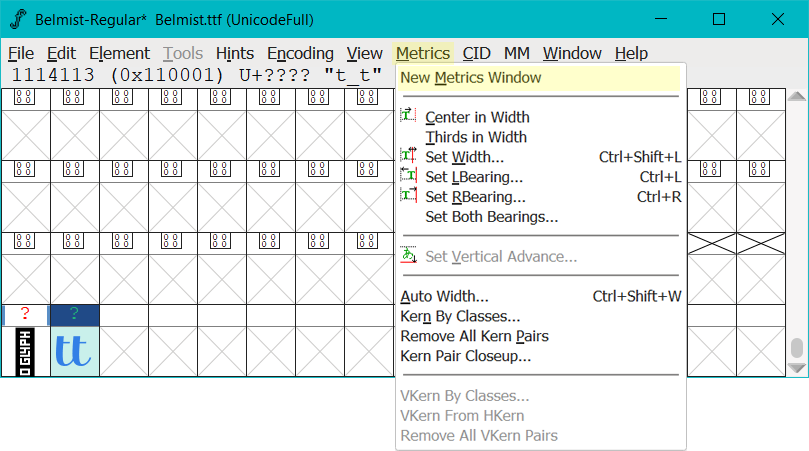 Belmist-Regular* Belmist.ttf (UnicodeFull)
File Edit Element Tools Hints Encoding View Metrics CID MM Window Help
1114113 (0x110001) U+???? "t_t"
New Metrics Window
Center in Width
Thirds in Width
Set Width... Ctrl+Shift+L
Set LBearing... Ctrl+L
Set RBearing... Ctrl+R
Set Both Bearings...
Set Vertical Advance...
Auto Width... Ctrl+Shift+W
Kern By Classes...
Remove All Kern Pairs
Kern Pair Closeup...
VKern By Classes...
VKern From HKern
Remove All VKern Pairs
? ?
tt